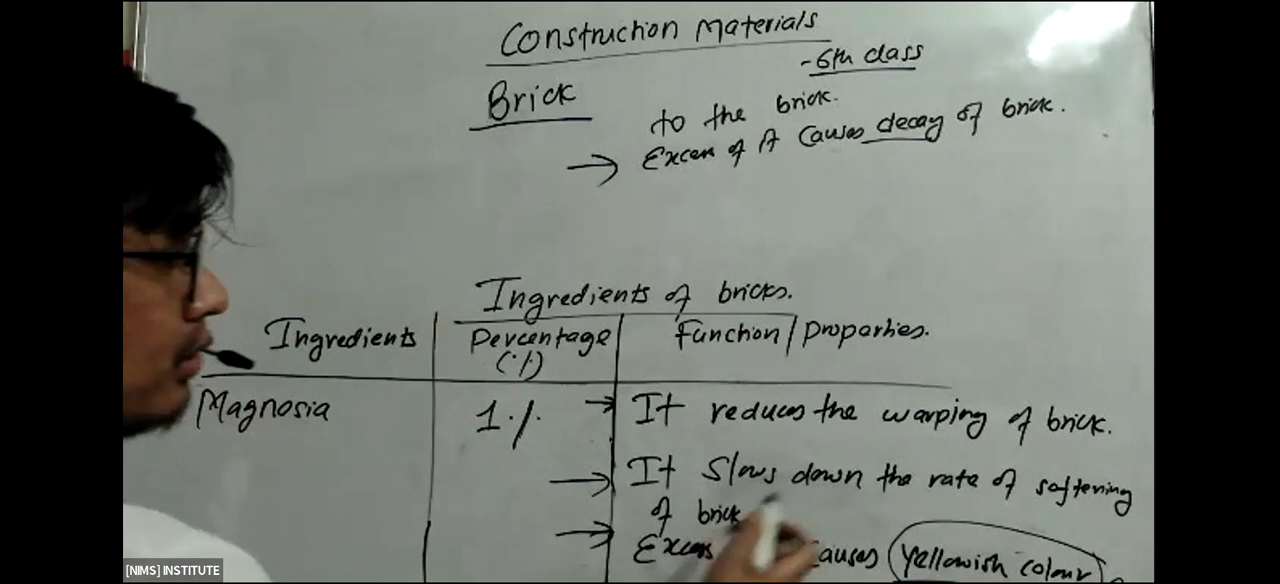 Construction Materials
-6th class
Brick
to the brick.
→ Excess of it causes decay of brick.
Ingredients of bricks.
Ingredients
Percentage
(%)
Function/properties.
Magnosia
1%
→ It reduces the warping of brick.
→ It slows down the rate of softening
of brick
→ Excess causes yellowish colour
[NIMS] INSTITUTE